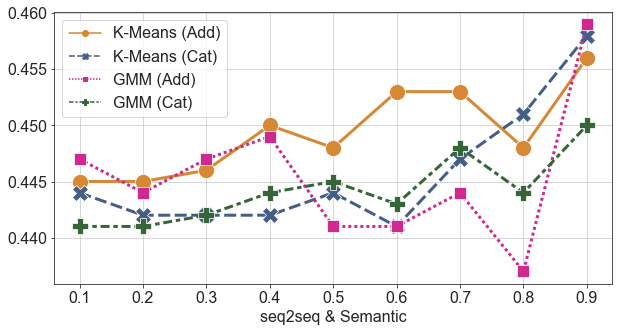 0.460
0.455
0.450
0.445
0.440
K-Means (Add)
K-Means (Cat)
GMM (Add)
GMM (Cat)
0.1 0.2 0.3 0.4 0.5 0.6 0.7 0.8 0.9
seq2seq & Semantic